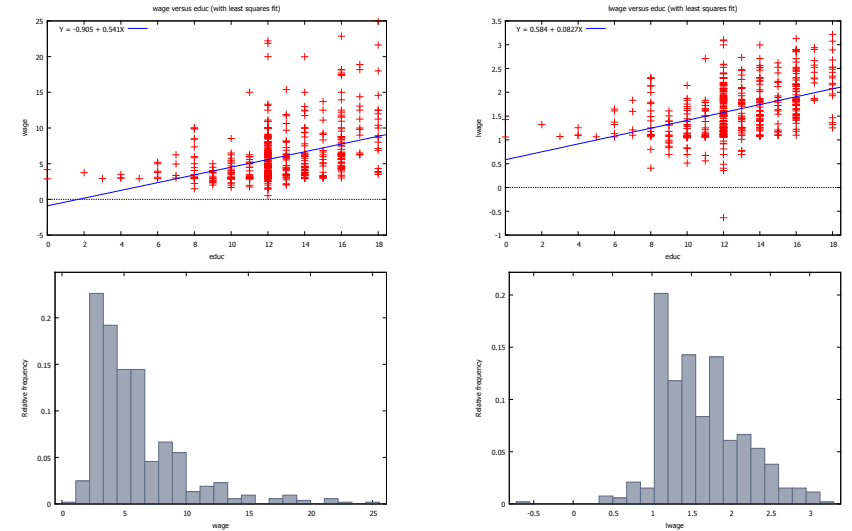 wage versus educ (with least squares fit)
Y = -0.905 + 0.541X
25
20
15
10
5
0
-5
wage
0 2 4 6 8 10 12 14 16 18
educ
lwage versus educ (with least squares fit)
Y = 0.584 + 0.0827X
3.5
3
2.5
2
1.5
1
0.5
0
-0.5
-1
lwage
0 2 4 6 8 10 12 14 16 18
educ
0.2
0.15
0.1
0.05
0
Relative frequency
0 5 10 15 20 25
wage
0.2
0.15
0.1
0.05
0
Relative frequency
-0.5 0 0.5 1 1.5 2 2.5 3
lwage